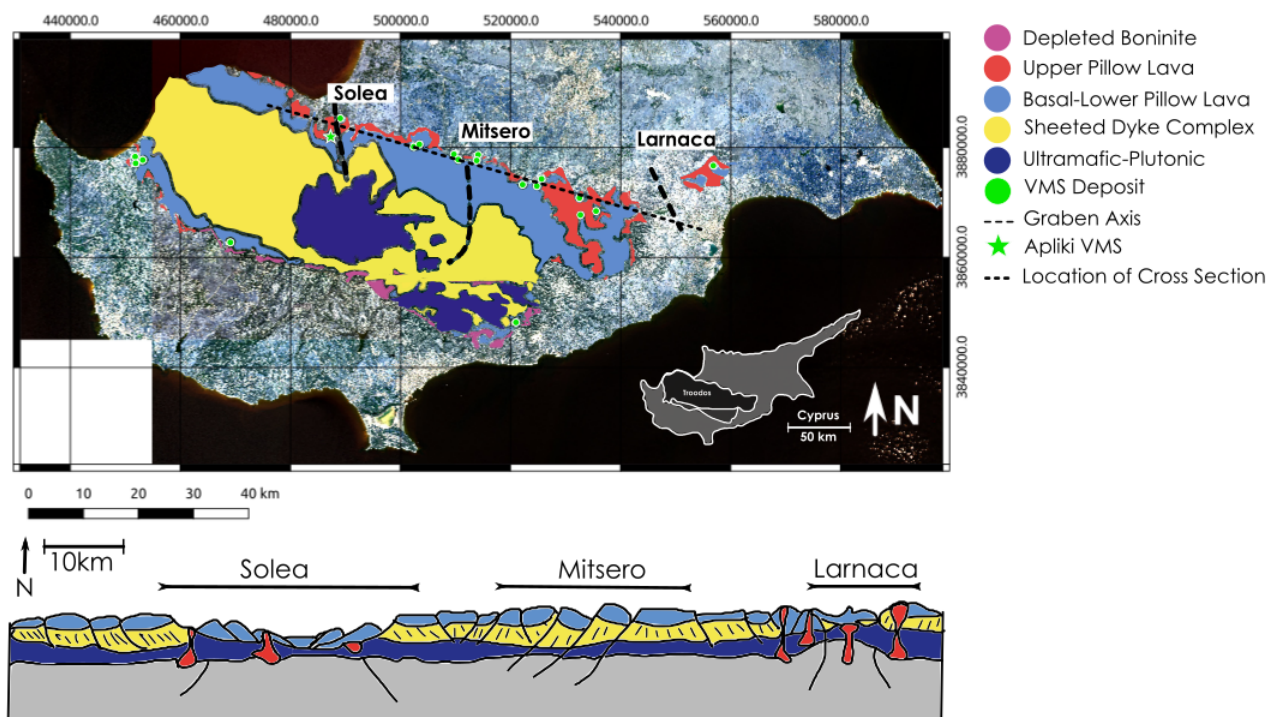 440000.0 460000.0 480000.0 500000.0 520000.0 540000.0 560000.0 580000.0
Depleted Boninite
Upper Pillow Lava
Basal-Lower Pillow Lava
Sheeted Dyke Complex
Ultramafic-Plutonic
VMS Deposit
Graben Axis
Apliki VMS
Location of Cross Section
Solea
Mitsero
Larnaca
3880000.0
3860000.0
3840000.0
Troodos
Cyprus
50 km
N
0 10 20 30 40 km
10km
N
Solea Mitsero Larnaca